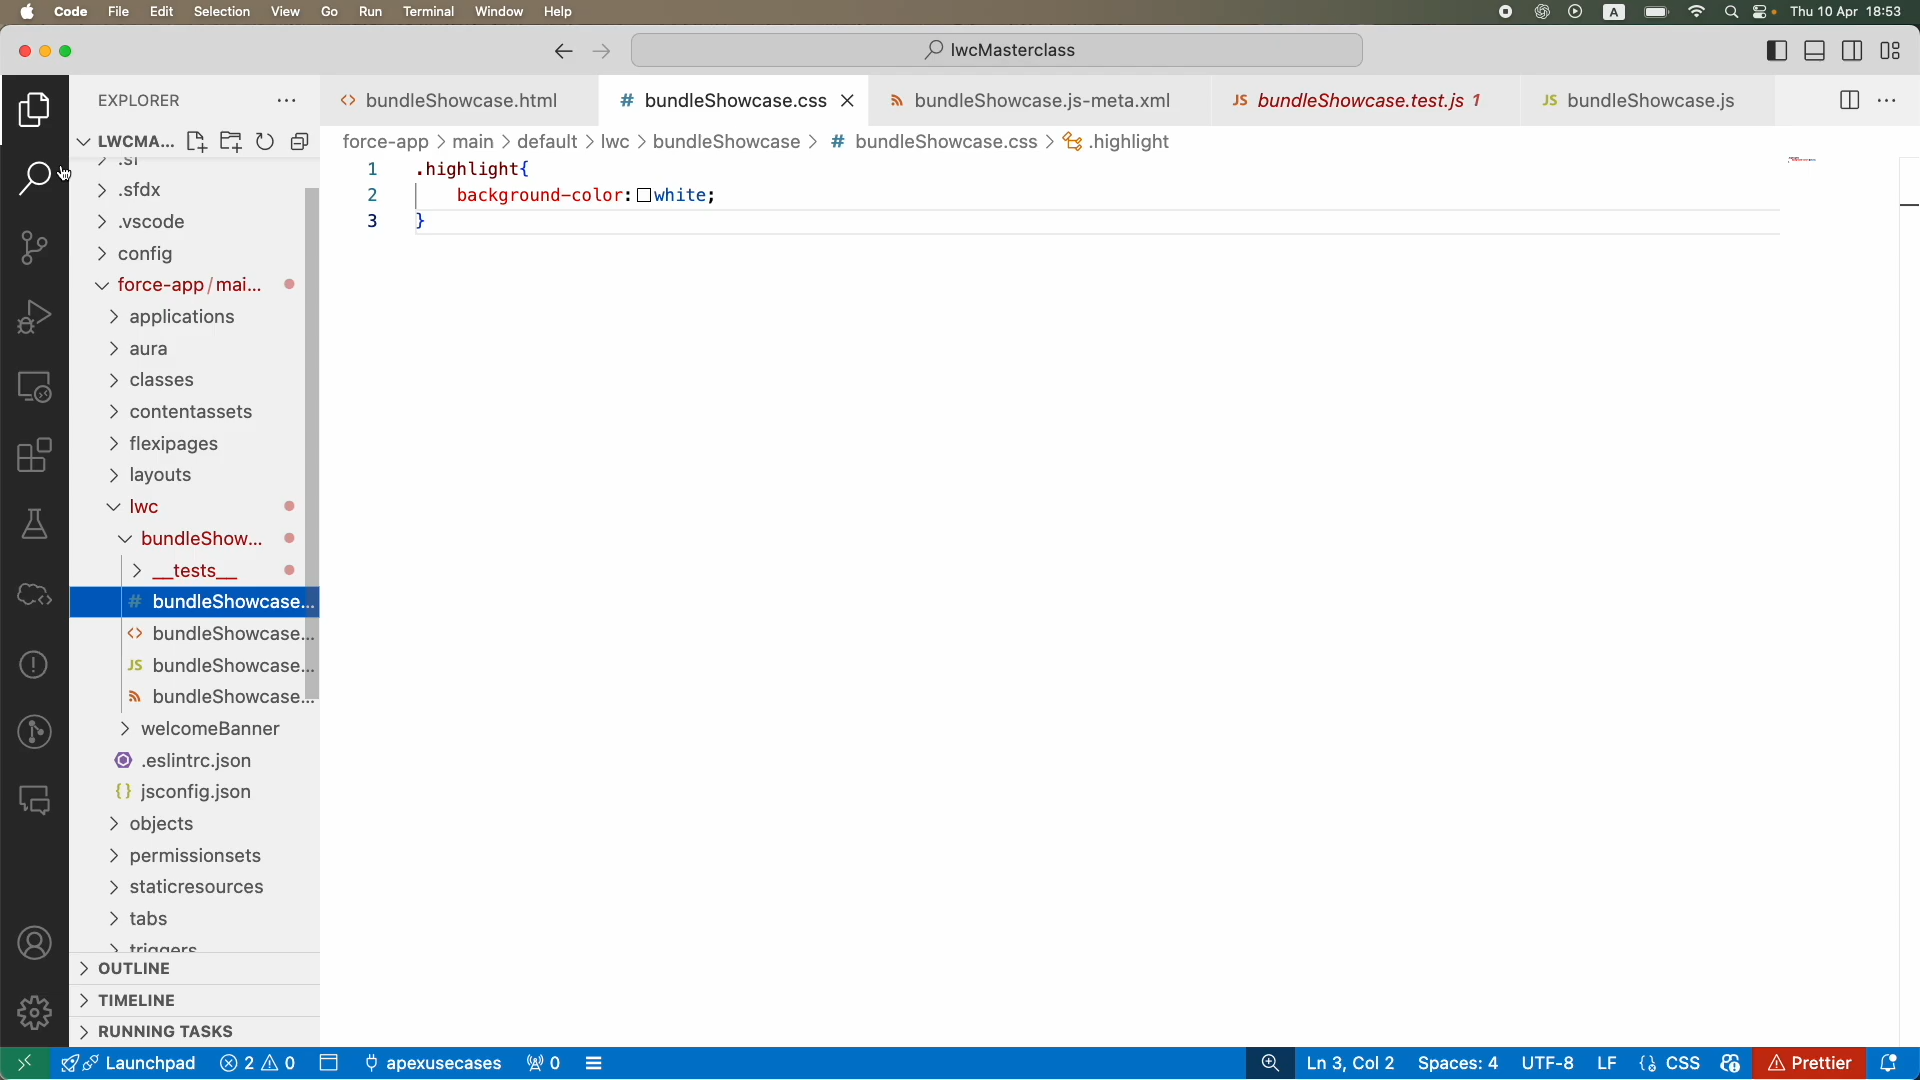 Code File Edit Selection View Go Run Terminal Window Help A Thu 10 Apr 18:53
lwcMasterclass
EXPLORER
LWCMA...
.sf
.sfdx
.vscode
config
force-app / mai...
applications
aura
classes
contentassets
flexipages
layouts
lwc
bundleShow...
__tests__
# bundleShowcase...
<> bundleShowcase...
JS bundleShowcase...
bundleShowcase...
welcomeBanner
.eslintrc.json
{} jsconfig.json
objects
permissionsets
staticresources
tabs
triggers
OUTLINE
TIMELINE
RUNNING TASKS
<> bundleShowcase.html # bundleShowcase.css bundleShowcase.js-meta.xml JS bundleShowcase.test.js 1 JS bundleShowcase.js
force-app > main > default > lwc > bundleShowcase > # bundleShowcase.css > .highlight
1 .highlight{
2 background-color: white;
3 }
Launchpad 2 0 apexusecases 0 Ln 3, Col 2 Spaces: 4 UTF-8 LF {} CSS Prettier